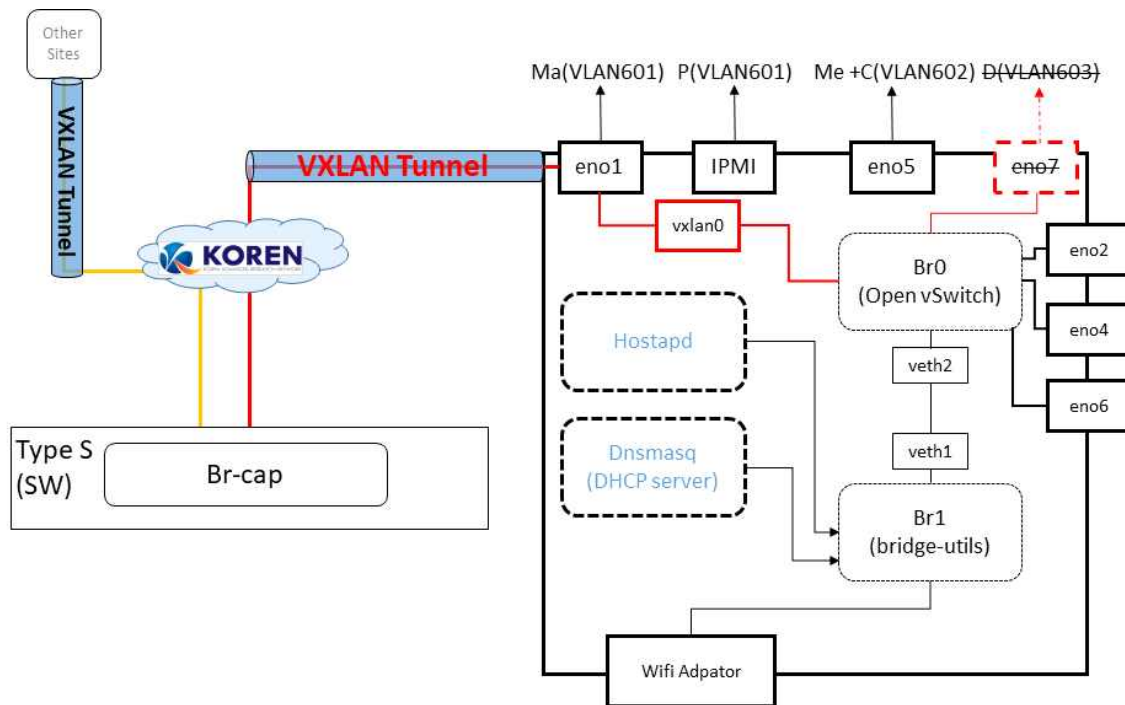 Other
Sites
VXLAN Tunnel
Ma(VLAN601)
P(VLAN601)
Me +C(VLAN602)
D(VLAN603)
VXLAN Tunnel
eno1
IPMI
eno5
eno7
vxlan0
KOREN
Br0
(Open vSwitch)
eno2
eno4
eno6
Hostapd
veth2
Dnsmasq
(DHCP server)
veth1
Type S
(SW)
Br-cap
Br1
(bridge-utils)
Wifi Adpator